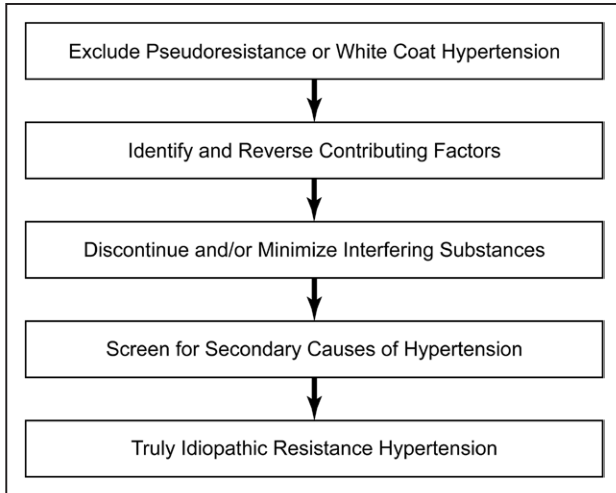 Exclude Pseudoresistance or White Coat Hypertension
Identify and Reverse Contributing Factors
Discontinue and/or Minimize Interfering Substances
Screen for Secondary Causes of Hypertension
Truly Idiopathic Resistance Hypertension